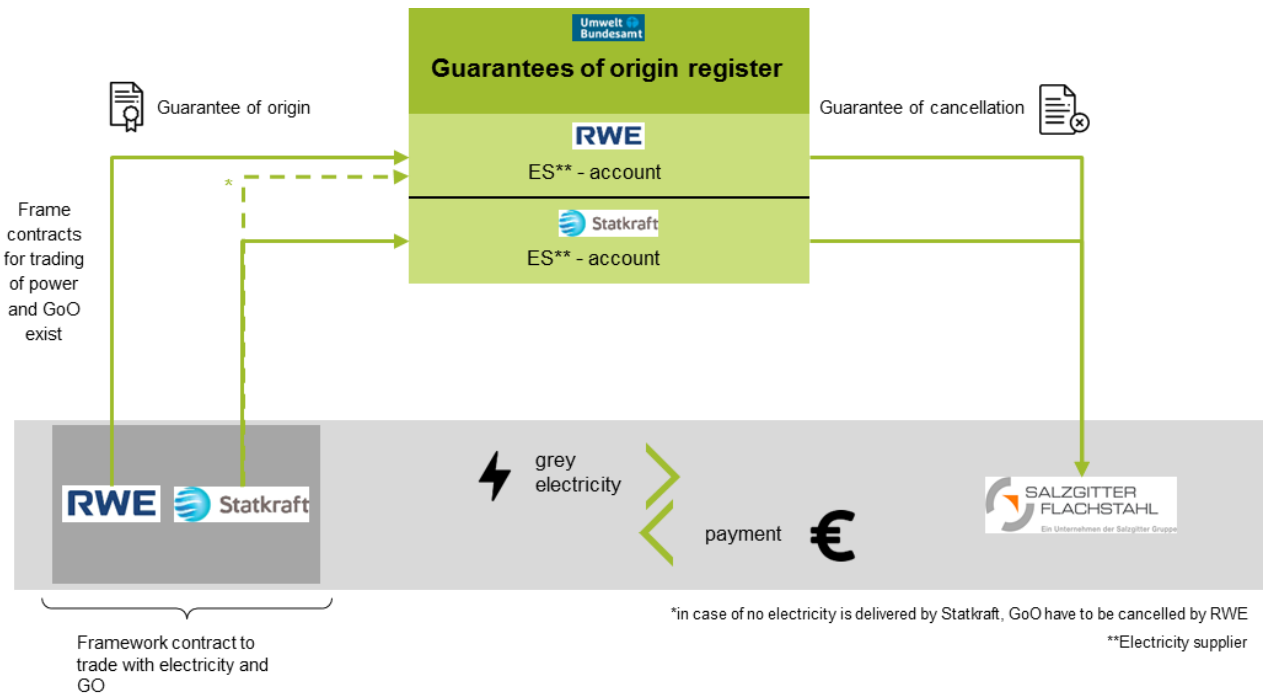 Umwelt
Bundesamt
Guarantees of origin register
Guarantee of origin
Guarantee of cancellation
RWE
ES** - account
*
Statkraft
ES** - account
Frame
contracts
for trading
of power
and GoO
exist
RWE
Statkraft
grey
electricity
payment
€
SALZGITTER
FLACHSTAHL
Ein Unternehmen der Salzgitter Gruppe
*in case of no electricity is delivered by Statkraft, GoO have to be cancelled by RWE
**Electricity supplier
Framework contract to
trade with electricity and
GO